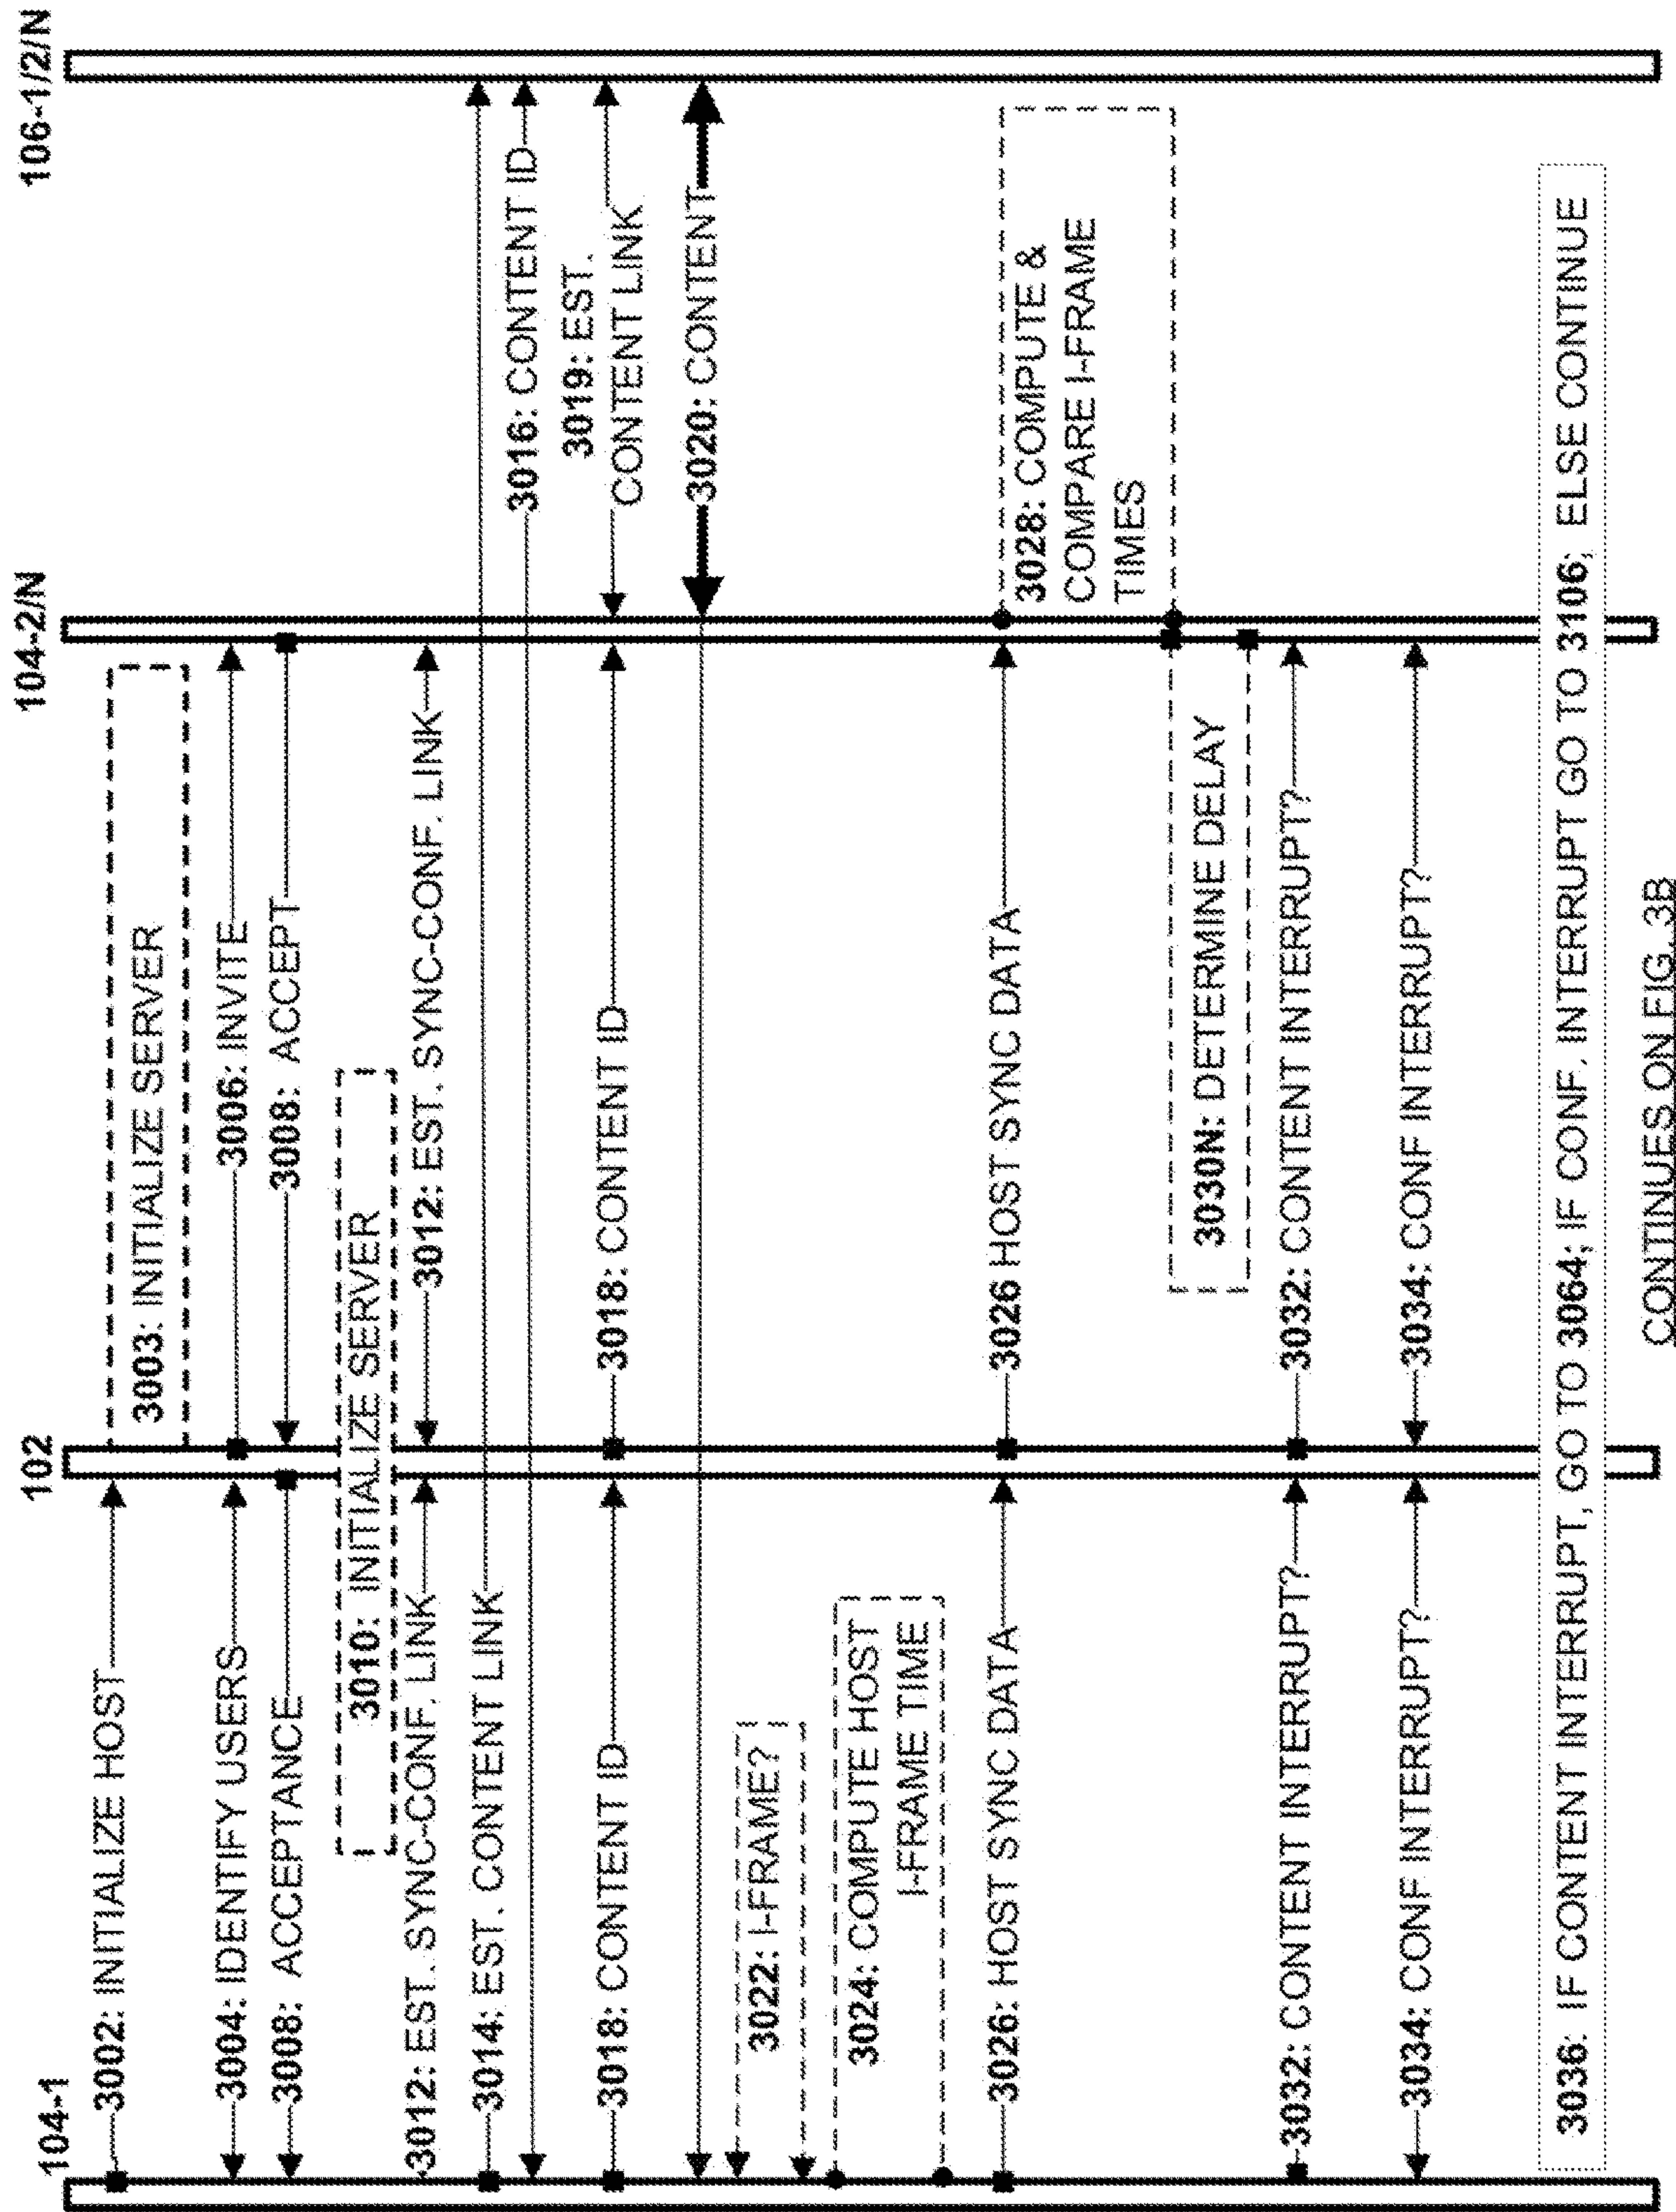 104-1
102
104-2/N
106-1/2/N
3002: INITIALIZE HOST
3003: INITIALIZE SERVER
3004: IDENTIFY USERS
3006: INVITE
3008: ACCEPTANCE
3008: ACCEPT
3010: INITIALIZE SERVER
3012: EST. SYNC-CONF. LINK
3012: EST. SYNC-CONF. LINK
3014: EST. CONTENT LINK
3016: CONTENT ID
3018: CONTENT ID
3018: CONTENT ID
3019: EST.
CONTENT LINK
3020: CONTENT
3022: I-FRAME?
3024: COMPUTE HOST
I-FRAME TIME
3026: HOST SYNC DATA
3026 HOST SYNC DATA
3028: COMPUTE &
COMPARE I-FRAME
TIMES
3030N: DETERMINE DELAY
3032: CONTENT INTERRUPT?
3032: CONTENT INTERRUPT?
3034: CONF INTERRUPT?
3034: CONF INTERRUPT?
3036: IF CONTENT INTERRUPT, GO TO 3064; IF CONF. INTERRUPT GO TO 3106; ELSE CONTINUE
CONTINUES ON FIG. 3B